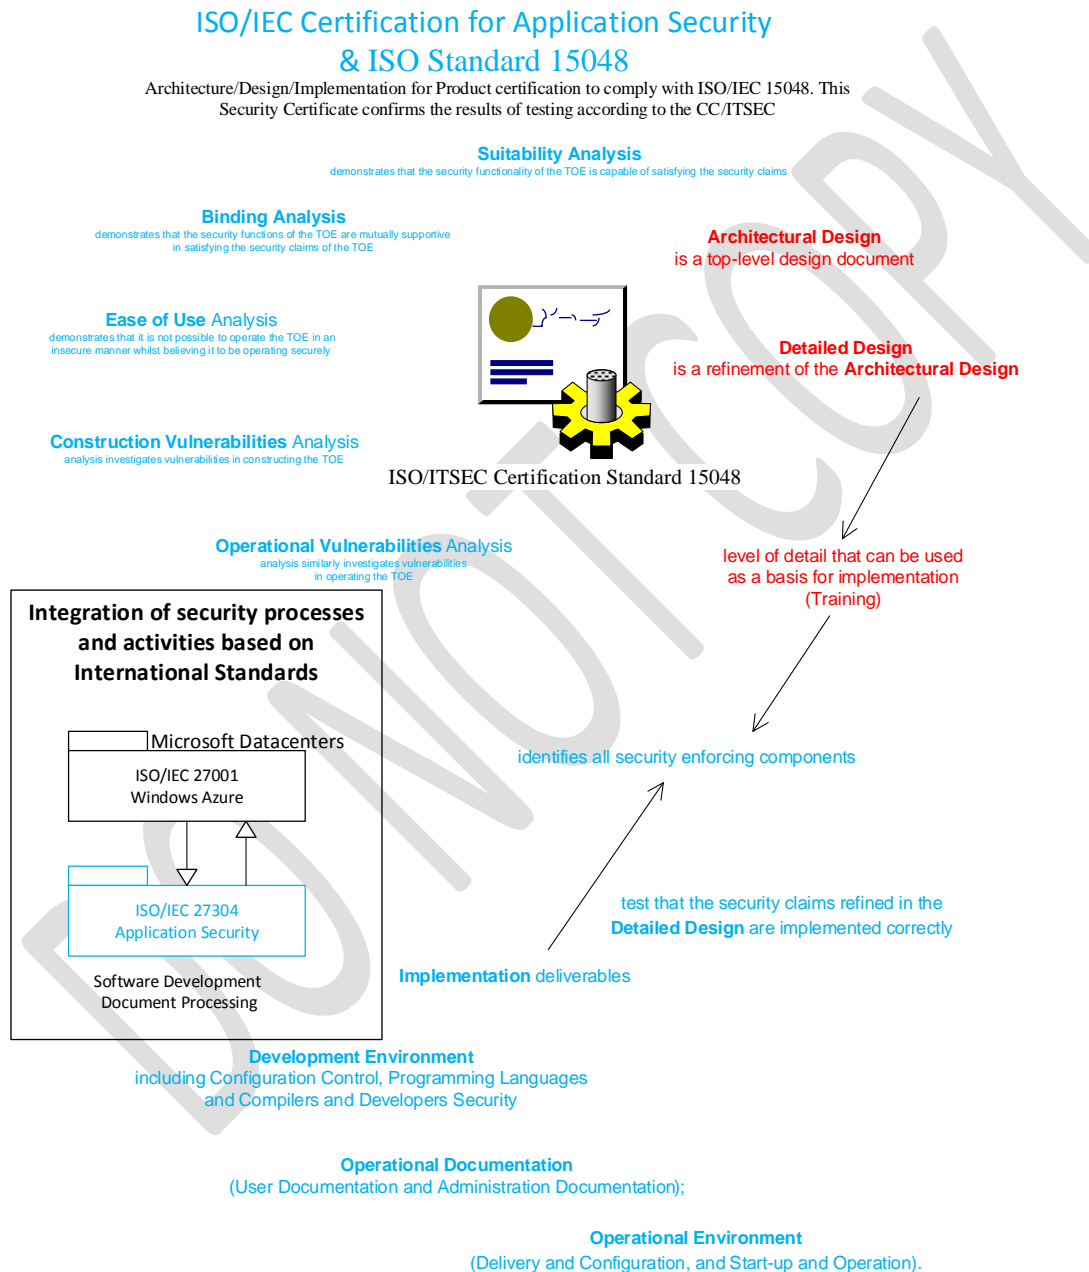 ISO/IEC Certification for Application Security
& ISO Standard 15048
Architecture/Design/Implementation for Product certification to comply with ISO/IEC 15048. This
Security Certificate confirms the results of testing according to the CC/ITSEC
Suitability Analysis
demonstrates that the security functionality of the TOE is capable of satisfying the security claims
Binding Analysis
demonstrates that the security functions of the TOE are mutually supportive
in satisfying the security claims of the TOE
Architectural Design
is a top-level design document
Ease of Use Analysis
demonstrates that it is not possible to operate the TOE in an
insecure manner whilst believing it to be operating securely
Detailed Design
is a refinement of the Architectural Design
Construction Vulnerabilities Analysis
analysis investigates vulnerabilities in constructing the TOE
ISO/ITSEC Certification Standard 15048
Operational Vulnerabilities Analysis
analysis similarly investigates vulnerabilities
in operating the TOE
level of detail that can be used
as a basis for implementation
(Training)
Integration of security processes
and activities based on
International Standards
Microsoft Datacenters
ISO/IEC 27001
Windows Azure
identifies all security enforcing components
ISO/IEC 27304
Application Security
Software Development
Document Processing
test that the security claims refined in the
Detailed Design are implemented correctly
Implementation deliverables
Development Environment
including Configuration Control, Programming Languages
and Compilers and Developers Security
Operational Documentation
(User Documentation and Administration Documentation);
Operational Environment
(Delivery and Configuration, and Start-up and Operation).
DO NOT COPY